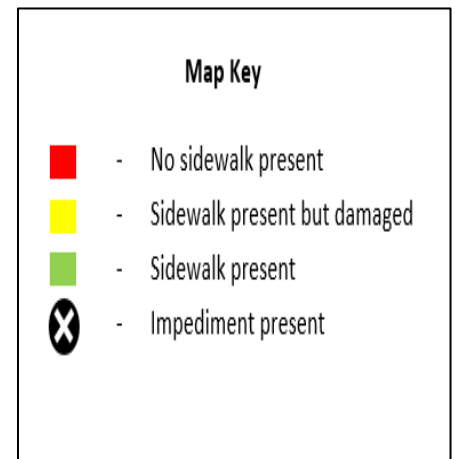 Map Key
- No sidewalk present
- Sidewalk present but damaged
- Sidewalk present
- Impediment present